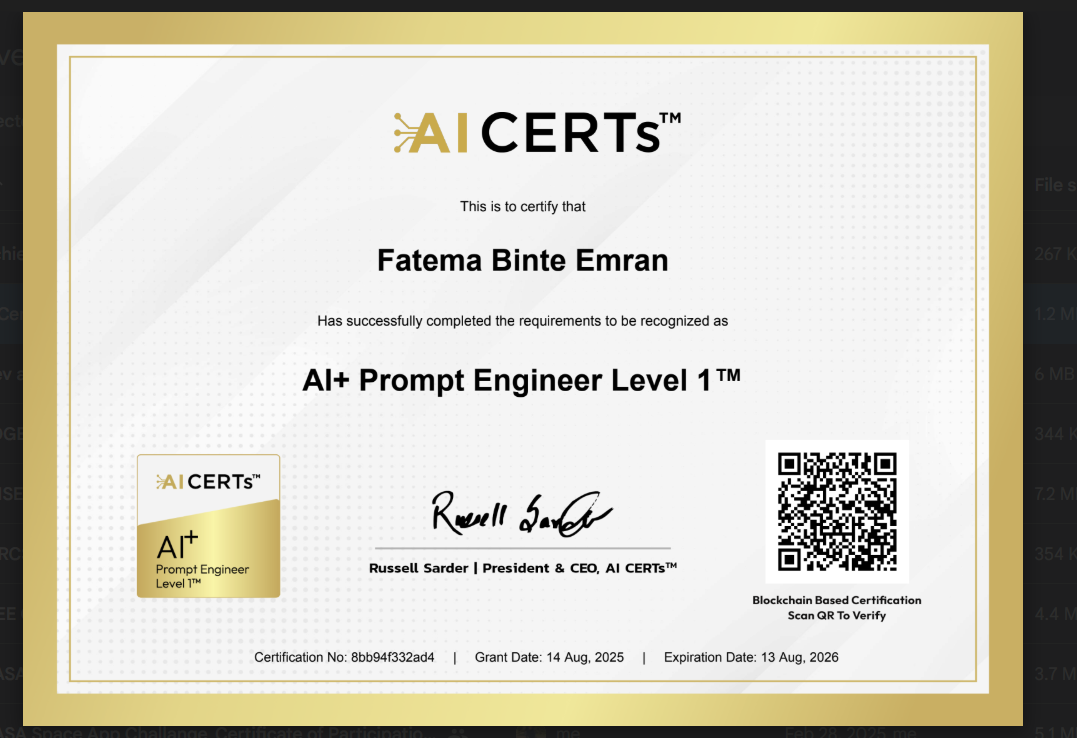 AI CERTs™
This is to certify that
Fatema Binte Emran
Has successfully completed the requirements to be recognized as
AI+ Prompt Engineer Level 1™
AI CERTs™
AI+
Prompt Engineer
Level 1™
Russell Sarder
Russell Sarder | President & CEO, AI CERTs™
Blockchain Based Certification
Scan QR To Verify
Certification No: 8bb94f332ad4 | Grant Date: 14 Aug, 2025 | Expiration Date: 13 Aug, 2026
File s
267 K
1.2 M
6 MB
344 K
7.2 M
354 K
4.4 M
3.7 M
ASA Space App Challange, Certificate of Participatio
me
Feb 28, 2025 me
5.1 M